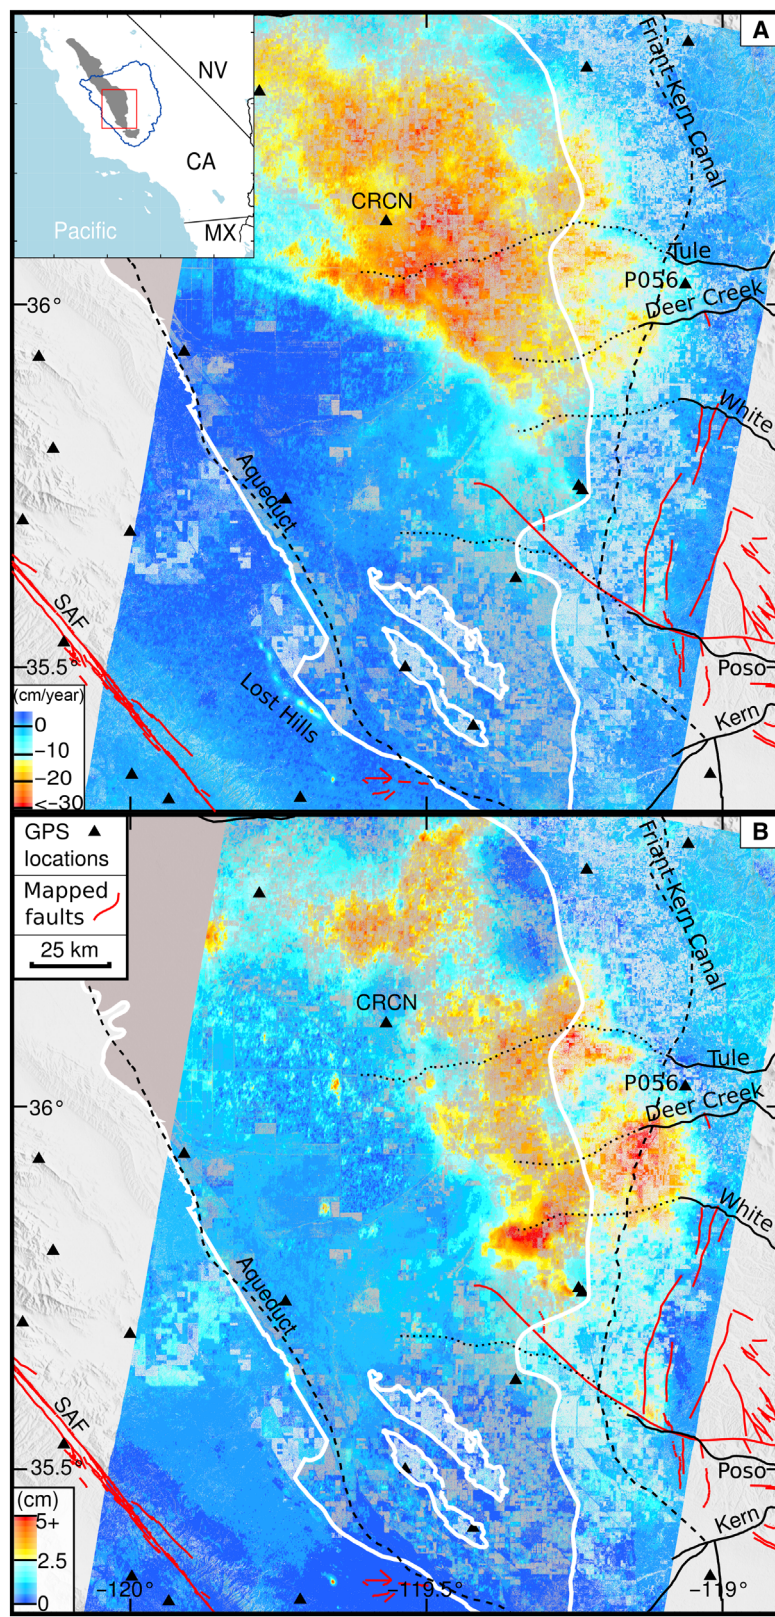 A
NV
CA
MX
Pacific
Friant-Kern Canal
CRCN
Tule
P056
Deer Creek
36°
White
Aqueduct
SAF
35.5°
Lost Hills
Poso
Kern
(cm/year)
0
−10
−20
<−30
B
GPS
locations
Mapped
faults
25 km
Friant-Kern Canal
CRCN
Tule
P056
Deer Creek
36°
White
Aqueduct
SAF
35.5°
Poso
Kern
(cm)
5+
2.5
0
−120°
−119.5°
−119°